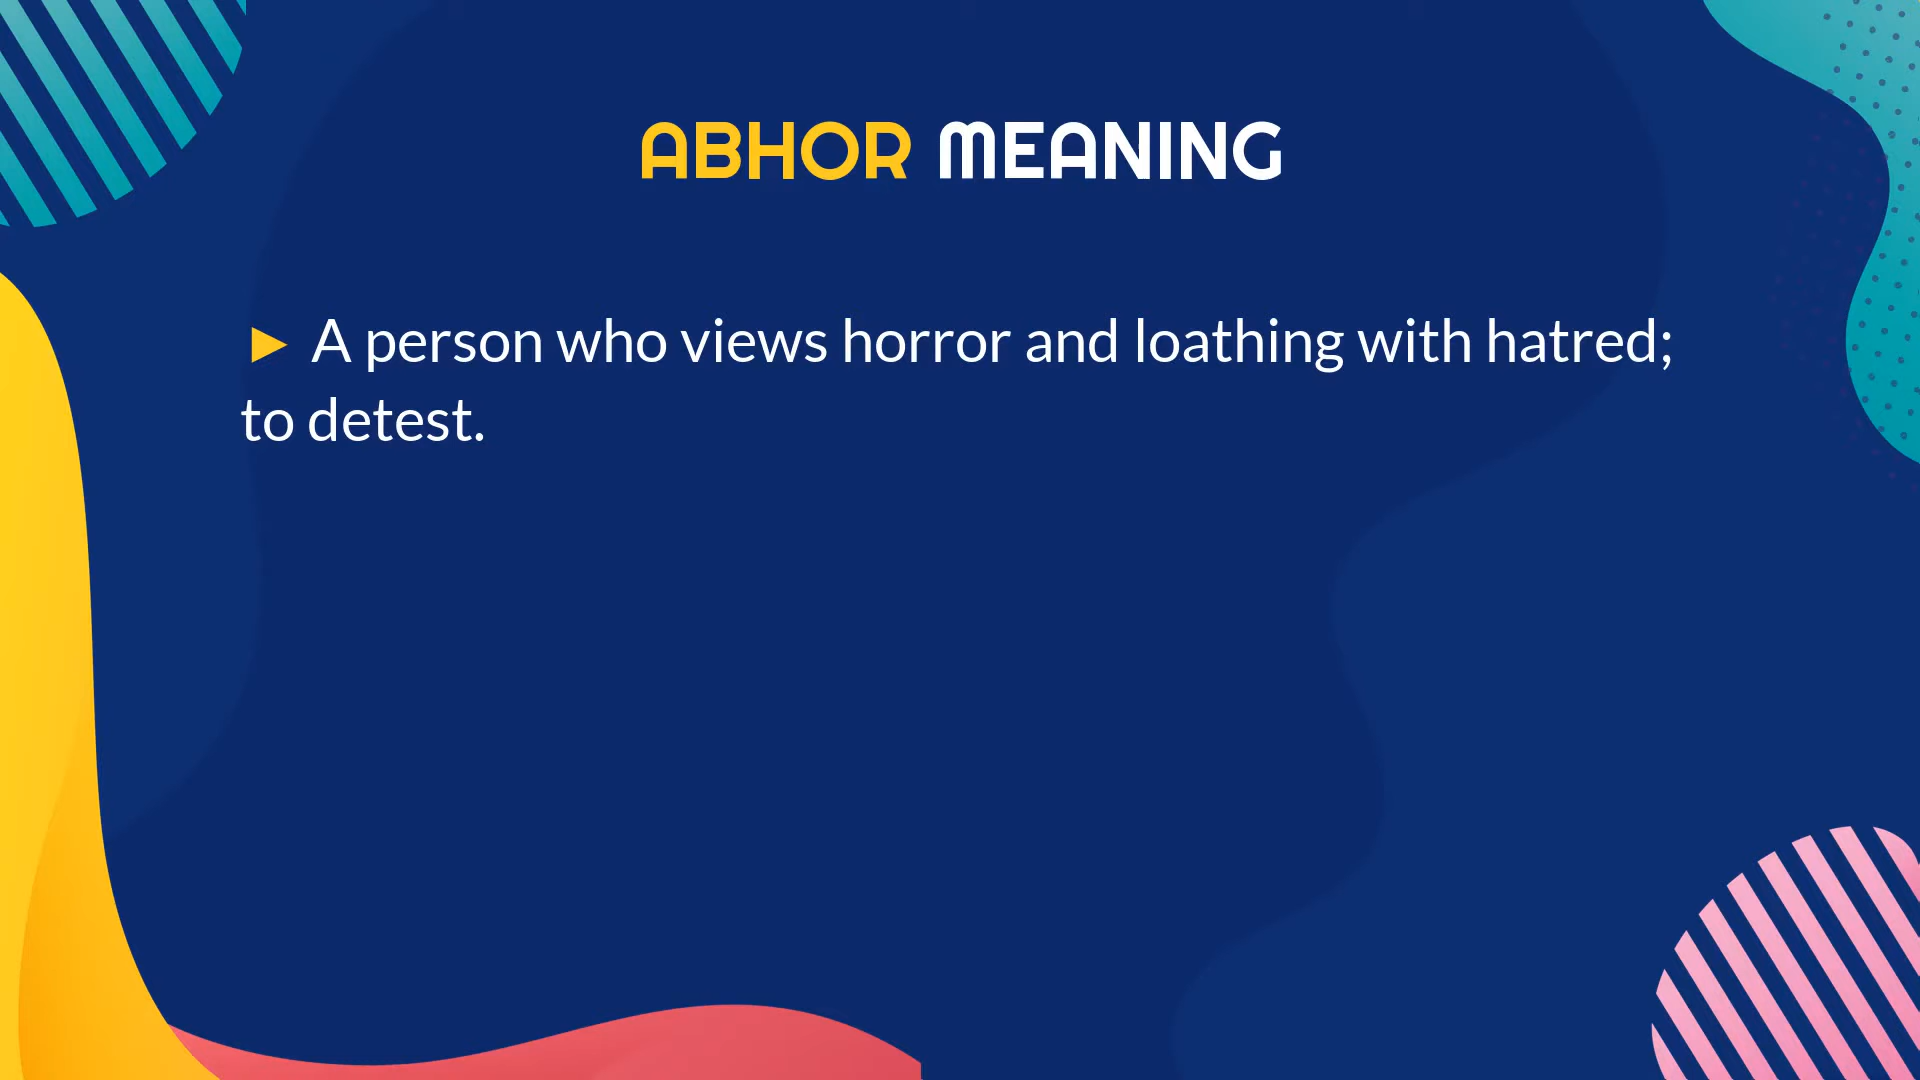 ABHOR MEANING
► A person who views horror and loathing with hatred;
to detest.